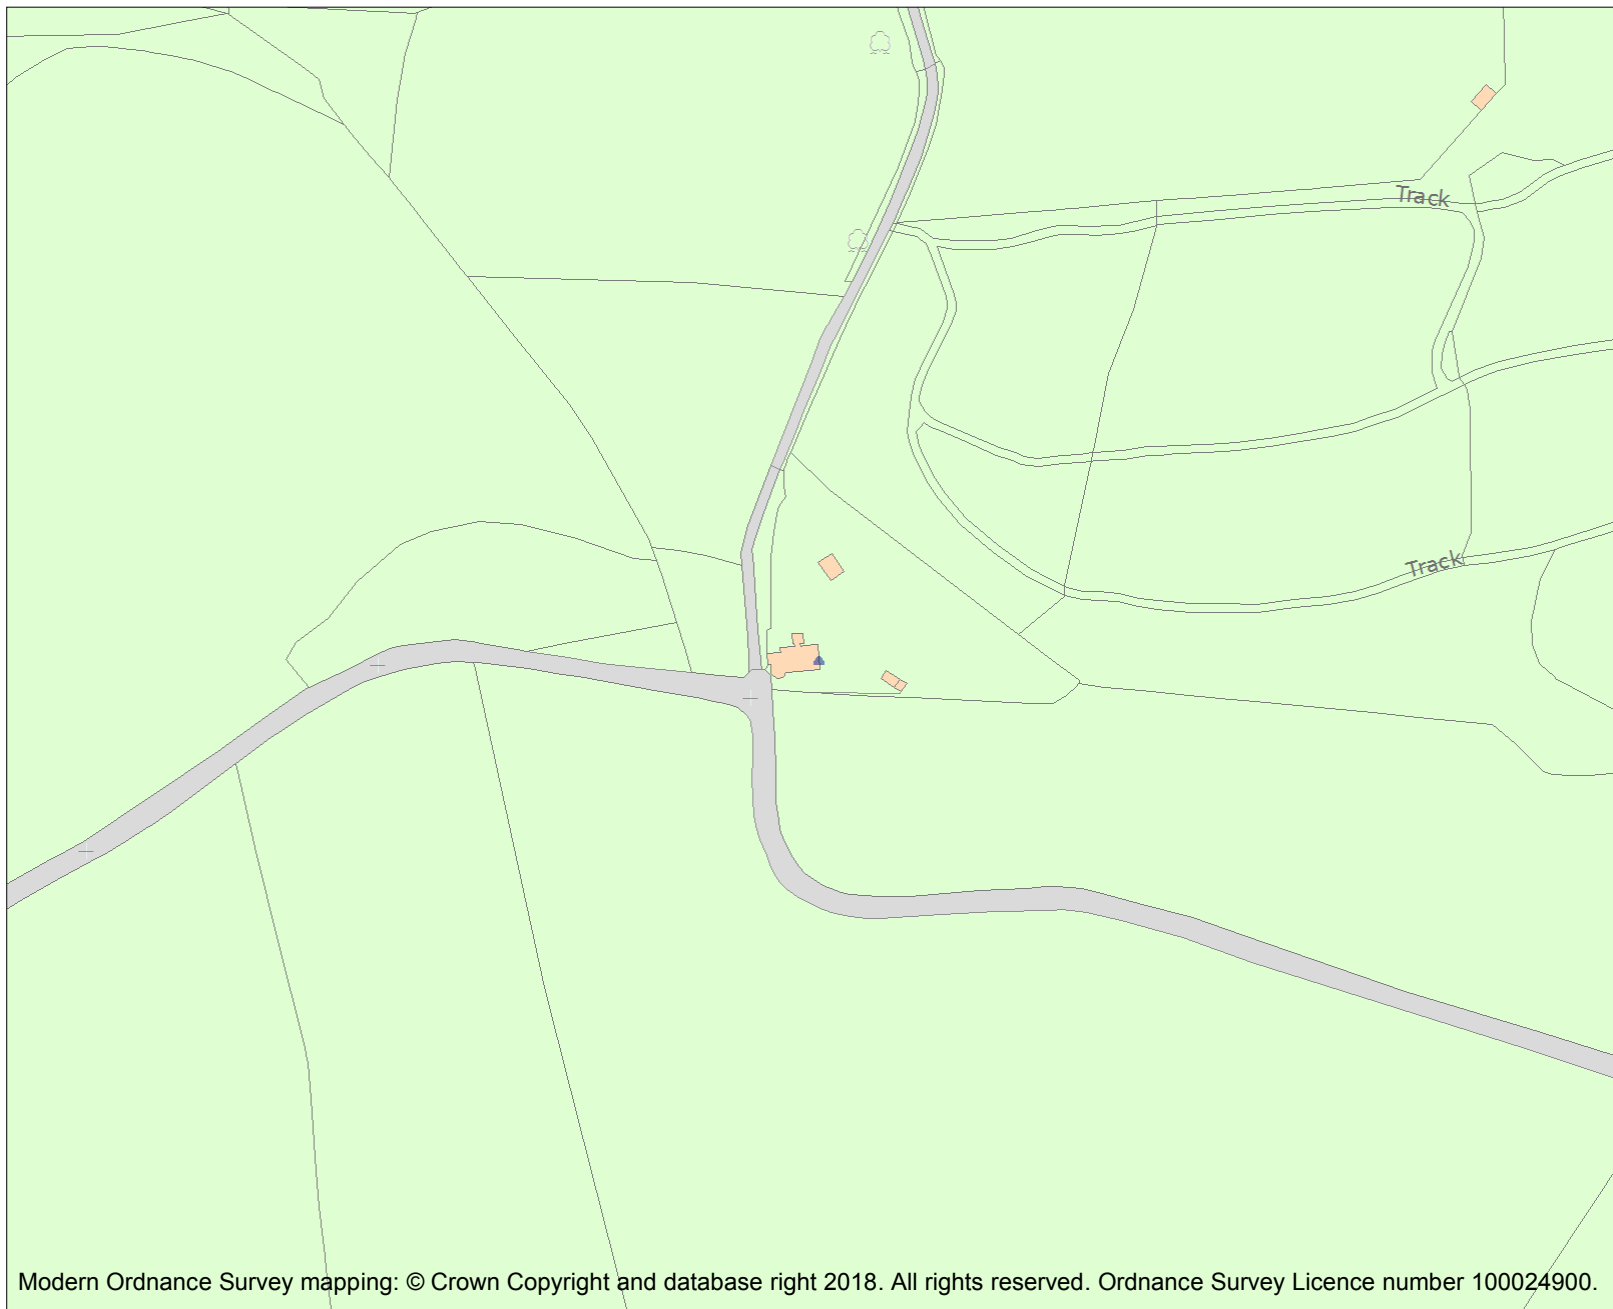 Track
Track
Modern Ordnance Survey mapping: © Crown Copyright and database right 2018. All rights reserved. Ordnance Survey Licence number 100024900.